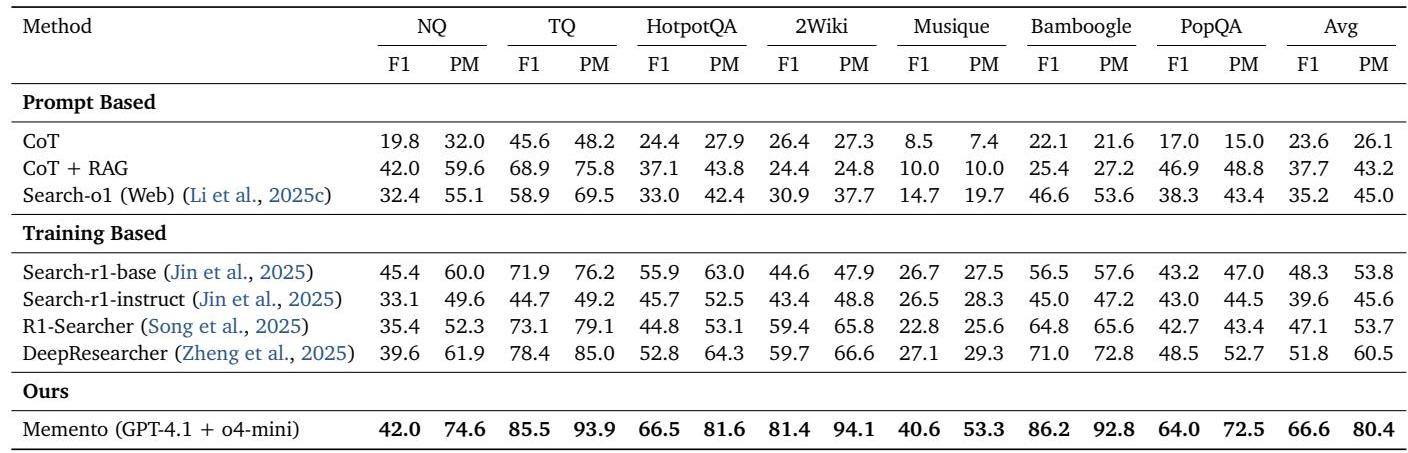 Method NQ TQ HotpotQA 2Wiki Musique Bamboogle PopQA Avg
F1 PM F1 PM F1 PM F1 PM F1 PM F1 PM F1 PM F1 PM
Prompt Based
CoT 19.8 32.0 45.6 48.2 24.4 27.9 26.4 27.3 8.5 7.4 22.1 21.6 17.0 15.0 23.6 26.1
CoT + RAG 42.0 59.6 68.9 75.8 37.1 43.8 24.4 24.8 10.0 10.0 25.4 27.2 46.9 48.8 37.7 43.2
Search-o1 (Web) (Li et al., 2025c) 32.4 55.1 58.9 69.5 33.0 42.4 30.9 37.7 14.7 19.7 46.6 53.6 38.3 43.4 35.2 45.0
Training Based
Search-r1-base (Jin et al., 2025) 45.4 60.0 71.9 76.2 55.9 63.0 44.6 47.9 26.7 27.5 56.5 57.6 43.2 47.0 48.3 53.8
Search-r1-instruct (Jin et al., 2025) 33.1 49.6 44.7 49.2 45.7 52.5 43.4 48.8 26.5 28.3 45.0 47.2 43.0 44.5 39.6 45.6
R1-Searcher (Song et al., 2025) 35.4 52.3 73.1 79.1 44.8 53.1 59.4 65.8 22.8 25.6 64.8 65.6 42.7 43.4 47.1 53.7
DeepResearcher (Zheng et al., 2025) 39.6 61.9 78.4 85.0 52.8 64.3 59.7 66.6 27.1 29.3 71.0 72.8 48.5 52.7 51.8 60.5
Ours
Memento (GPT-4.1 + o4-mini) 42.0 74.6 85.5 93.9 66.5 81.6 81.4 94.1 40.6 53.3 86.2 92.8 64.0 72.5 66.6 80.4